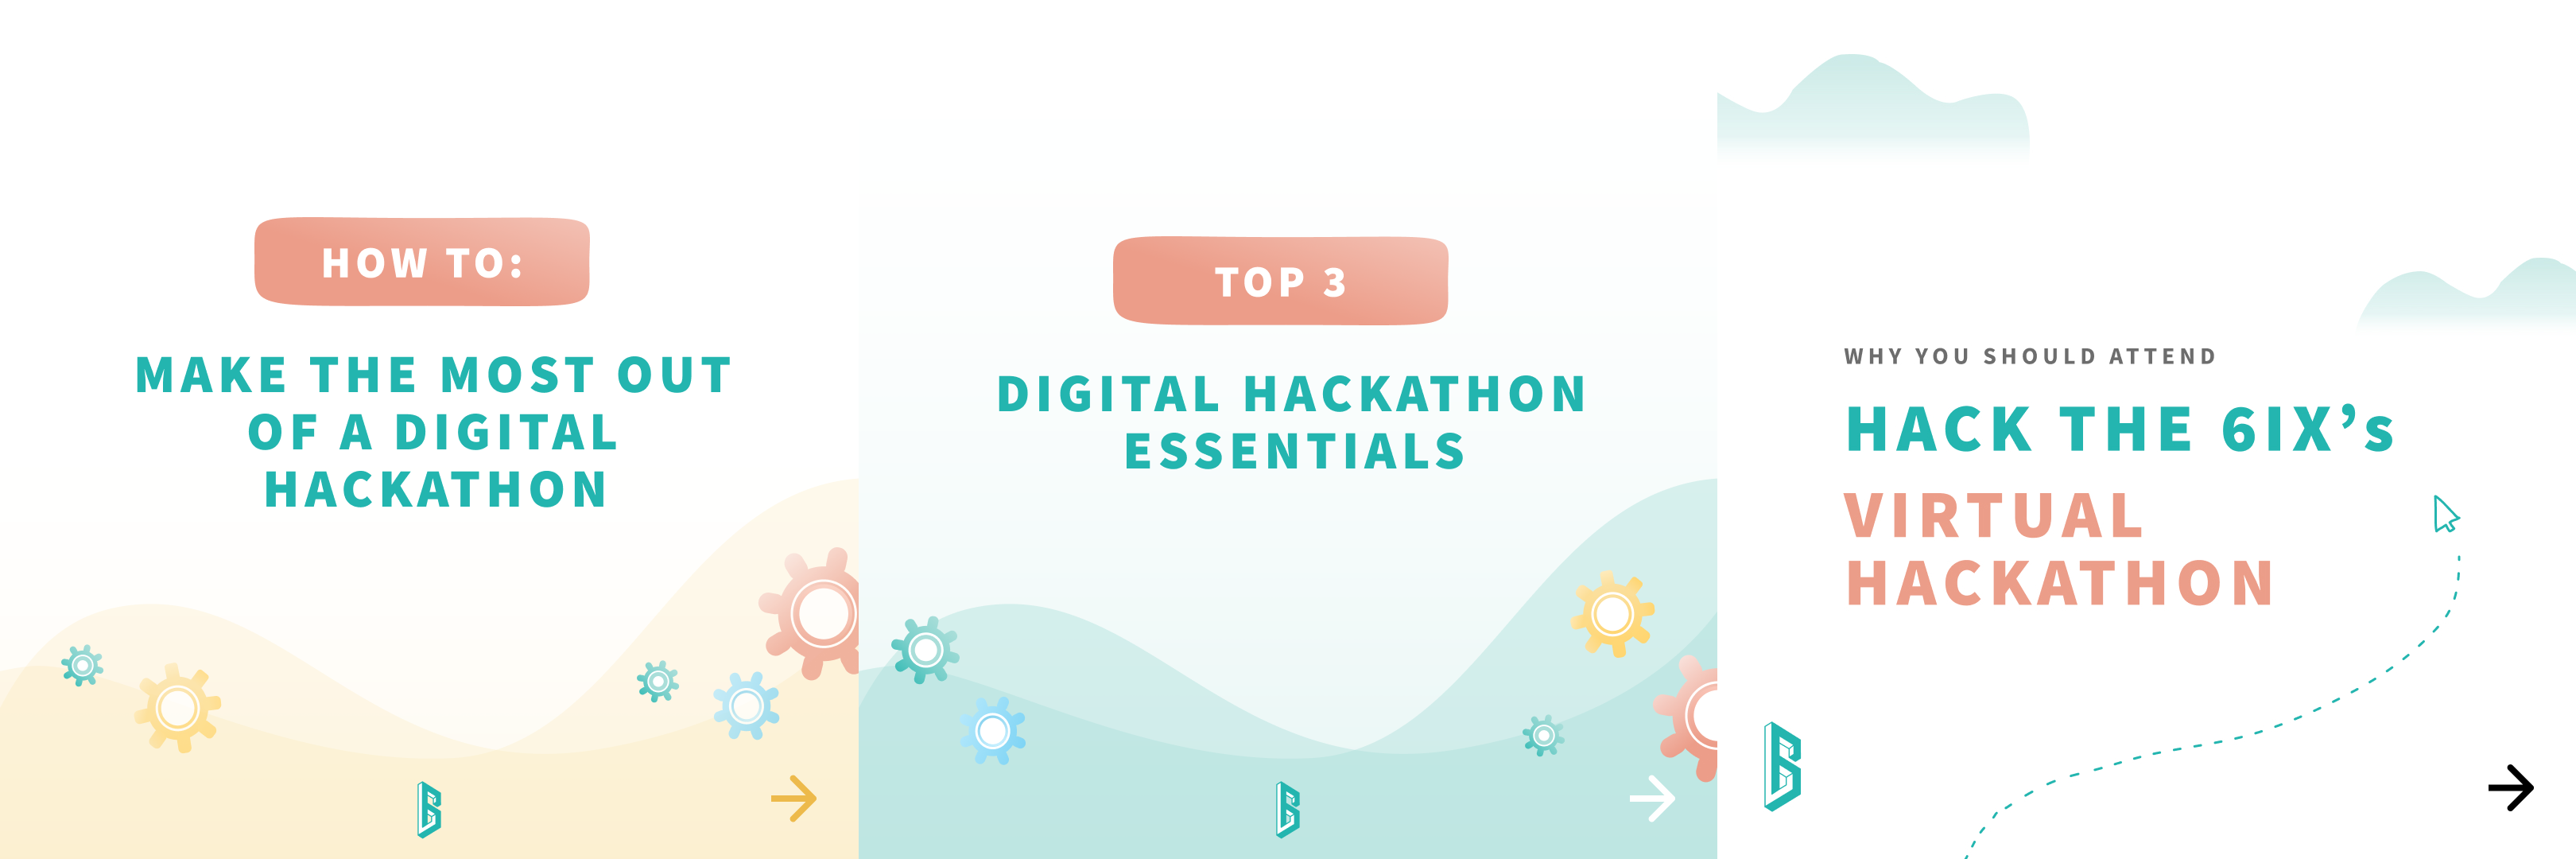 HOW TO:
MAKE THE MOST OUT
OF A DIGITAL
HACKATHON
TOP 3
DIGITAL HACKATHON
ESSENTIALS
WHY YOU SHOULD ATTEND
HACK THE 6IX’s
VIRTUAL
HACKATHON